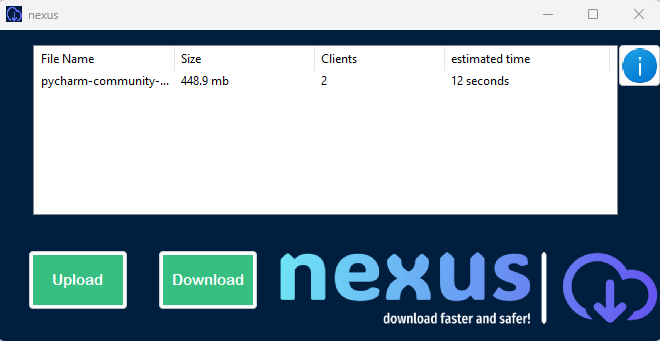 nexus
File Name Size Clients estimated time
pycharm-community-... 448.9 mb 2 12 seconds
i
Upload Download nexus
download faster and safer!